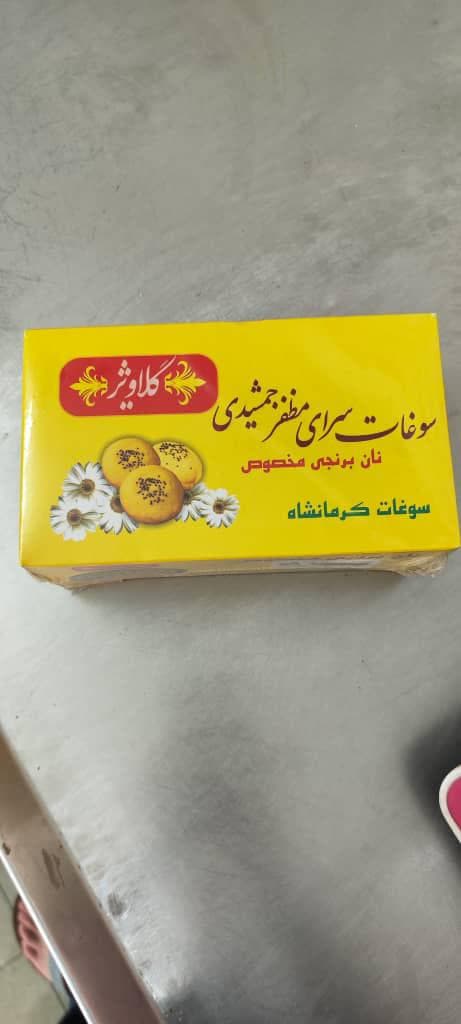 گلاویژ
سوغات سرای مظفر جمشیدی
نان برنجی مخصوص
سوغات کرمانشاه